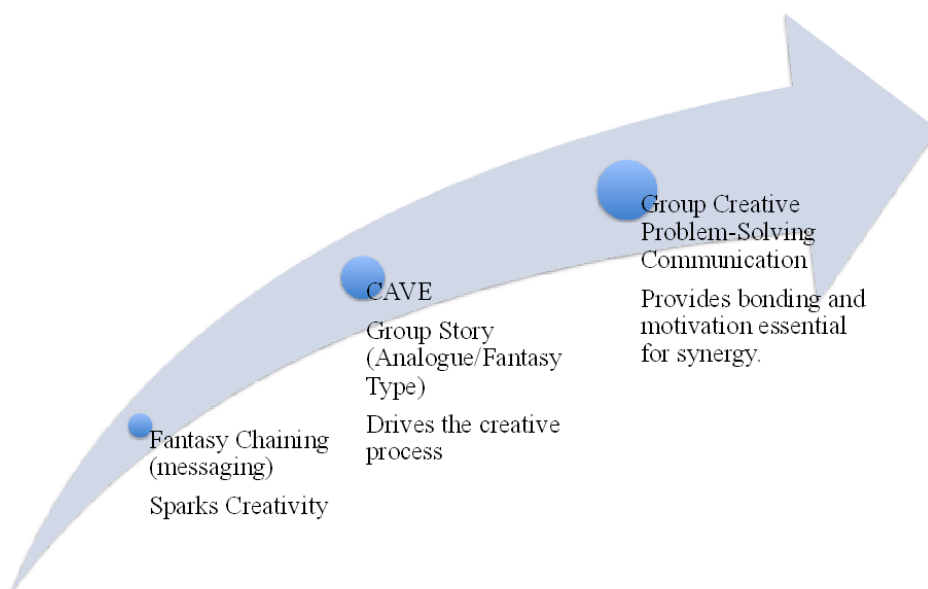 Fantasy Chaining
(messaging)
Sparks Creativity
CAVE
Group Story
(Analogue/Fantasy
Type)
Drives the creative
process
Group Creative
Problem-Solving
Communication
Provides bonding and
motivation essential
for synergy.